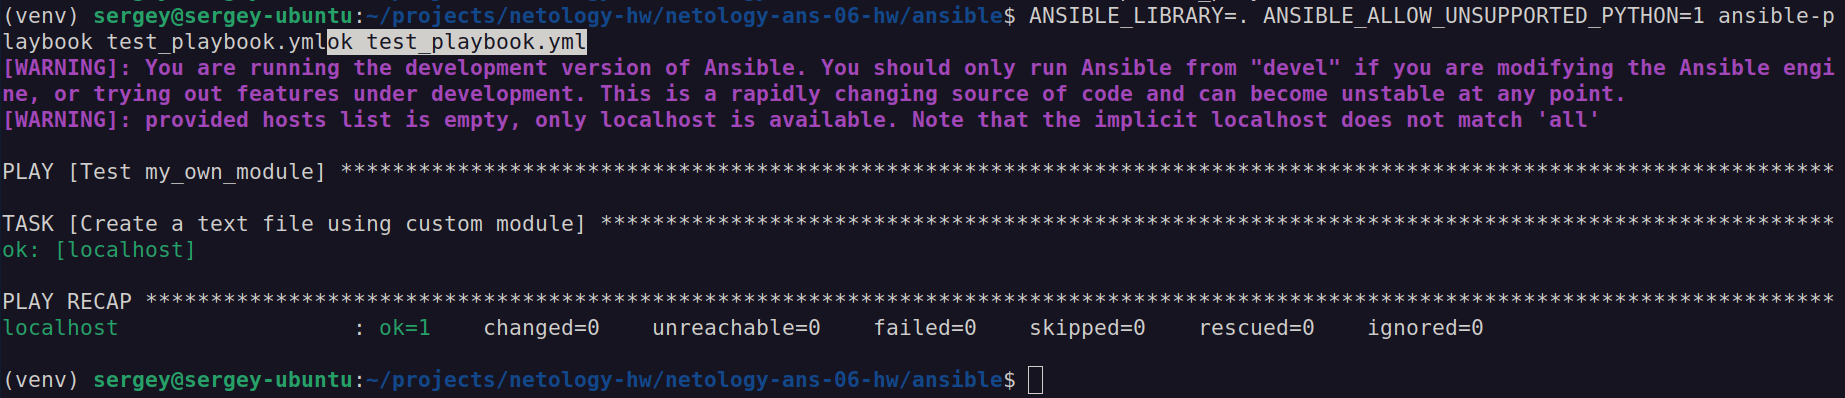 (venv) sergey@sergey-ubuntu:~/projects/netology-hw/netology-ans-06-hw/ansible$ ANSIBLE_LIBRARY=. ANSIBLE_ALLOW_UNSUPPORTED_PYTHON=1 ansible-p
laybook test_playbook.ymlok test_playbook.yml
[WARNING]: You are running the development version of Ansible. You should only run Ansible from "devel" if you are modifying the Ansible engi
ne, or trying out features under development. This is a rapidly changing source of code and can become unstable at any point.
[WARNING]: provided hosts list is empty, only localhost is available. Note that the implicit localhost does not match 'all'
PLAY [Test my_own_module] *******************************************************************************************************************
TASK [Create a text file using custom module] ***********************************************************************************************
ok: [localhost]
PLAY RECAP **********************************************************************************************************************************
localhost                  : ok=1    changed=0    unreachable=0    failed=0    skipped=0    rescued=0    ignored=0
(venv) sergey@sergey-ubuntu:~/projects/netology-hw/netology-ans-06-hw/ansible$